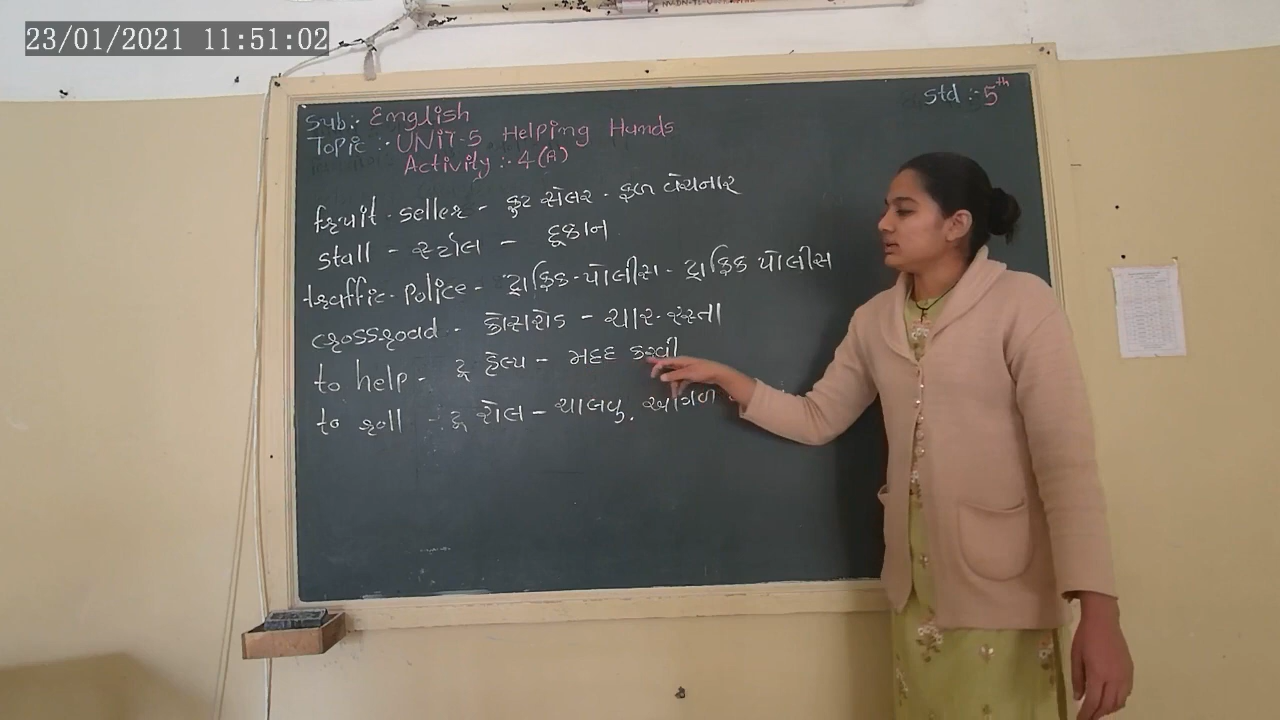 23/01/2021 11:51:02
Sub:- English
Std :- 5th
Topic :- UNIT-5 Helping Hands
Activity :- 4 (A)
fruit - seller - ફ્રુટ સેલર - ફળ વેચનાર
stall - સ્ટોલ - દૂકાન
traffic - police - ટ્રાફિક-પોલીસ - ટ્રાફિક પોલીસ
crossroad - ક્રોસરોડ - ચાર-રસ્તા
to help - ટૂ હેલ્પ - મદદ કરવી
to roll - ટૂ રોલ - ચાલવુ, આગળ